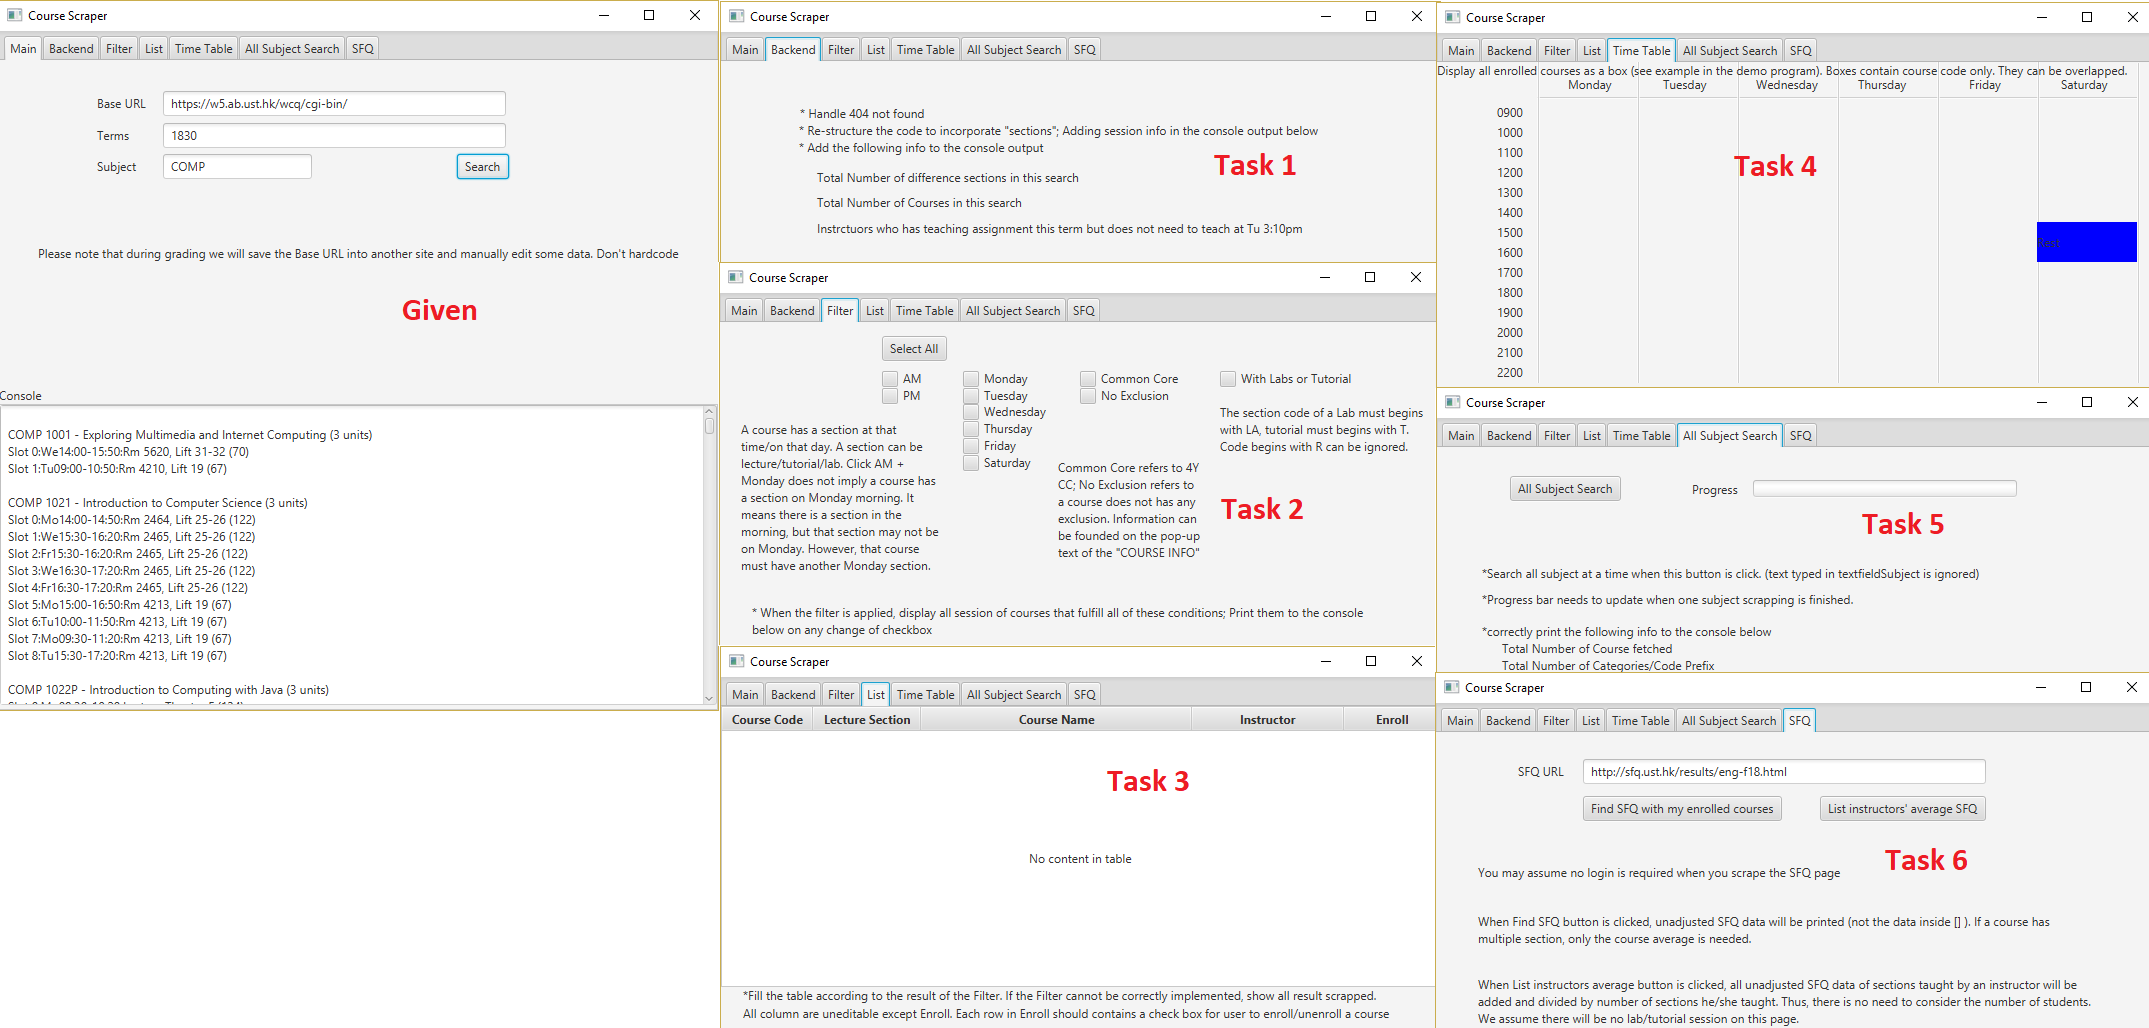 Course Scraper
Main Backend Filter List Time Table All Subject Search SFQ
Base URL https://w5.ab.ust.hk/wcq/cgi-bin/
Terms 1830
Subject COMP Search
Please note that during grading we will save the Base URL into another site and manually edit some data. Don't hardcode
Given
Console
COMP 1001 - Exploring Multimedia and Internet Computing (3 units)
Slot 0:We14:00-15:50:Rm 5620, Lift 31-32 (70)
Slot 1:Tu09:00-10:50:Rm 4210, Lift 19 (67)
COMP 1021 - Introduction to Computer Science (3 units)
Slot 0:Mo14:00-14:50:Rm 2464, Lift 25-26 (122)
Slot 1:We15:30-16:20:Rm 2465, Lift 25-26 (122)
Slot 2:Fr15:30-16:20:Rm 2465, Lift 25-26 (122)
Slot 3:We16:30-17:20:Rm 2465, Lift 25-26 (122)
Slot 4:Fr16:30-17:20:Rm 2465, Lift 25-26 (122)
Slot 5:Mo15:00-16:50:Rm 4213, Lift 19 (67)
Slot 6:Tu10:00-11:50:Rm 4213, Lift 19 (67)
Slot 7:Mo09:30-11:20:Rm 4213, Lift 19 (67)
Slot 8:Tu15:30-17:20:Rm 4213, Lift 19 (67)
COMP 1022P - Introduction to Computing with Java (3 units)
Course Scraper
Main Backend Filter List Time Table All Subject Search SFQ
* Handle 404 not found
* Re-structure the code to incorporate "sections"; Adding session info in the console output below
* Add the following info to the console output
Task 1
Total Number of difference sections in this search
Total Number of Courses in this search
Instrctuors who has teaching assignment this term but does not need to teach at Tu 3:10pm
Course Scraper
Main Backend Filter List Time Table All Subject Search SFQ
Select All
AM
PM
Monday
Tuesday
Wednesday
Thursday
Friday
Saturday
Common Core
No Exclusion
With Labs or Tutorial
A course has a section at that
time/on that day. A section can be
lecture/tutorial/lab. Click AM +
Monday does not imply a course has
a section on Monday morning. It
means there is a section in the
morning, but that section may not be
on Monday. However, that course
must have another Monday section.
Common Core refers to 4Y
CC; No Exclusion refers to
a course does not has any
exclusion. Information can
be founded on the pop-up
text of the "COURSE INFO"
The section code of a Lab must begins
with LA, tutorial must begins with T.
Code begins with R can be ignored.
Task 2
* When the filter is applied, display all session of courses that fulfill all of these conditions; Print them to the console
below on any change of checkbox
Course Scraper
Main Backend Filter List Time Table All Subject Search SFQ
Course Code Lecture Section Course Name Instructor Enroll
Task 3
No content in table
*Fill the table according to the result of the Filter. If the Filter cannot be correctly implemented, show all result scrapped.
All column are uneditable except Enroll. Each row in Enroll should contains a check box for user to enroll/unenroll a course
Course Scraper
Main Backend Filter List Time Table All Subject Search SFQ
Display all enrolled courses as a box (see example in the demo program). Boxes contain course code only. They can be overlapped.
Monday Tuesday Wednesday Thursday Friday Saturday
0900
1000
1100
1200
1300
1400
1500
1600
1700
1800
1900
2000
2100
2200
Task 4
Rest
Course Scraper
Main Backend Filter List Time Table All Subject Search SFQ
All Subject Search Progress
Task 5
*Search all subject at a time when this button is click. (text typed in textfieldSubject is ignored)
*Progress bar needs to update when one subject scrapping is finished.
*correctly print the following info to the console below
Total Number of Course fetched
Total Number of Categories/Code Prefix
Course Scraper
Main Backend Filter List Time Table All Subject Search SFQ
SFQ URL http://sfq.ust.hk/results/eng-f18.html
Find SFQ with my enrolled courses List instructors' average SFQ
Task 6
You may assume no login is required when you scrape the SFQ page
When Find SFQ button is clicked, unadjusted SFQ data will be printed (not the data inside [] ). If a course has
multiple section, only the course average is needed.
When List instructors average button is clicked, all unadjusted SFQ data of sections taught by an instructor will be
added and divided by number of sections he/she taught. Thus, there is no need to consider the number of students.
We assume there will be no lab/tutorial session on this page.